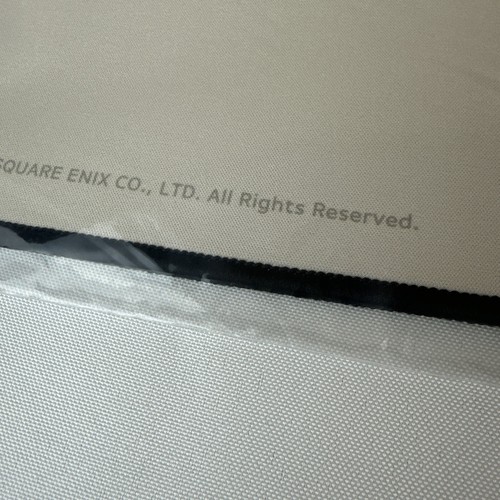 SQUARE ENIX CO., LTD. All Rights Reserved.